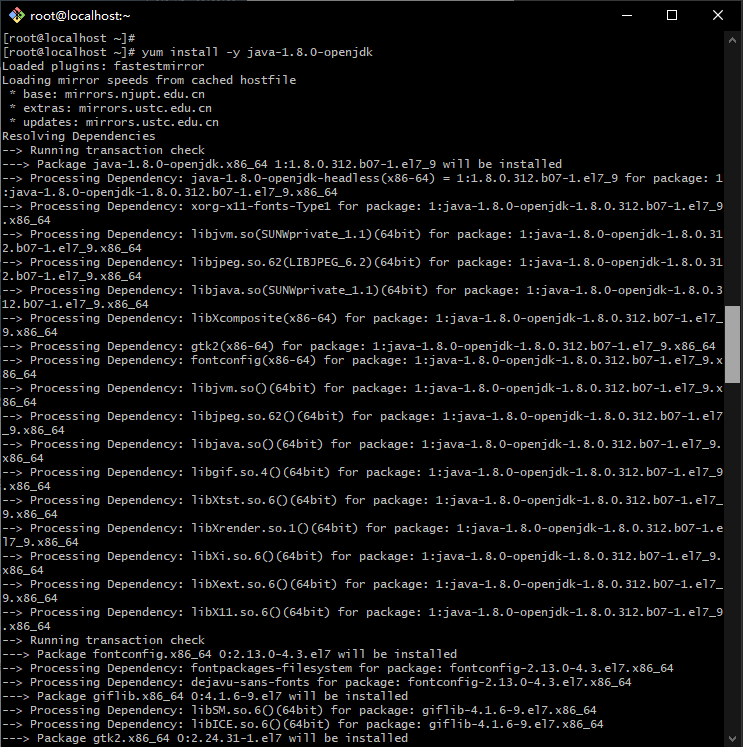 root@localhost:~
[root@localhost ~]#
[root@localhost ~]# yum install -y java-1.8.0-openjdk
Loaded plugins: fastestmirror
Loading mirror speeds from cached hostfile
 * base: mirrors.njupt.edu.cn
 * extras: mirrors.ustc.edu.cn
 * updates: mirrors.ustc.edu.cn
Resolving Dependencies
--> Running transaction check
---> Package java-1.8.0-openjdk.x86_64 1:1.8.0.312.b07-1.el7_9 will be installed
--> Processing Dependency: java-1.8.0-openjdk-headless(x86-64) = 1:1.8.0.312.b07-1.el7_9 for package: 1
:java-1.8.0-openjdk-1.8.0.312.b07-1.el7_9.x86_64
--> Processing Dependency: xorg-x11-fonts-Type1 for package: 1:java-1.8.0-openjdk-1.8.0.312.b07-1.el7_9
.x86_64
--> Processing Dependency: libjvm.so(SUNWprivate_1.1)(64bit) for package: 1:java-1.8.0-openjdk-1.8.0.31
2.b07-1.el7_9.x86_64
--> Processing Dependency: libjpeg.so.62(LIBJPEG_6.2)(64bit) for package: 1:java-1.8.0-openjdk-1.8.0.31
2.b07-1.el7_9.x86_64
--> Processing Dependency: libjava.so(SUNWprivate_1.1)(64bit) for package: 1:java-1.8.0-openjdk-1.8.0.3
12.b07-1.el7_9.x86_64
--> Processing Dependency: libXcomposite(x86-64) for package: 1:java-1.8.0-openjdk-1.8.0.312.b07-1.el7_
9.x86_64
--> Processing Dependency: gtk2(x86-64) for package: 1:java-1.8.0-openjdk-1.8.0.312.b07-1.el7_9.x86_64
--> Processing Dependency: fontconfig(x86-64) for package: 1:java-1.8.0-openjdk-1.8.0.312.b07-1.el7_9.x
86_64
--> Processing Dependency: libjvm.so()(64bit) for package: 1:java-1.8.0-openjdk-1.8.0.312.b07-1.el7_9.x
86_64
--> Processing Dependency: libjpeg.so.62()(64bit) for package: 1:java-1.8.0-openjdk-1.8.0.312.b07-1.el7
_9.x86_64
--> Processing Dependency: libjava.so()(64bit) for package: 1:java-1.8.0-openjdk-1.8.0.312.b07-1.el7_9.
x86_64
--> Processing Dependency: libgif.so.4()(64bit) for package: 1:java-1.8.0-openjdk-1.8.0.312.b07-1.el7_9
.x86_64
--> Processing Dependency: libXtst.so.6()(64bit) for package: 1:java-1.8.0-openjdk-1.8.0.312.b07-1.el7_
9.x86_64
--> Processing Dependency: libXrender.so.1()(64bit) for package: 1:java-1.8.0-openjdk-1.8.0.312.b07-1.e
l7_9.x86_64
--> Processing Dependency: libXi.so.6()(64bit) for package: 1:java-1.8.0-openjdk-1.8.0.312.b07-1.el7_9.
x86_64
--> Processing Dependency: libXext.so.6()(64bit) for package: 1:java-1.8.0-openjdk-1.8.0.312.b07-1.el7_
9.x86_64
--> Processing Dependency: libX11.so.6()(64bit) for package: 1:java-1.8.0-openjdk-1.8.0.312.b07-1.el7_9
.x86_64
--> Running transaction check
---> Package fontconfig.x86_64 0:2.13.0-4.3.el7 will be installed
--> Processing Dependency: fontpackages-filesystem for package: fontconfig-2.13.0-4.3.el7.x86_64
--> Processing Dependency: dejavu-sans-fonts for package: fontconfig-2.13.0-4.3.el7.x86_64
---> Package giflib.x86_64 0:4.1.6-9.el7 will be installed
--> Processing Dependency: libSM.so.6()(64bit) for package: giflib-4.1.6-9.el7.x86_64
--> Processing Dependency: libICE.so.6()(64bit) for package: giflib-4.1.6-9.el7.x86_64
---> Package gtk2.x86_64 0:2.24.31-1.el7 will be installed